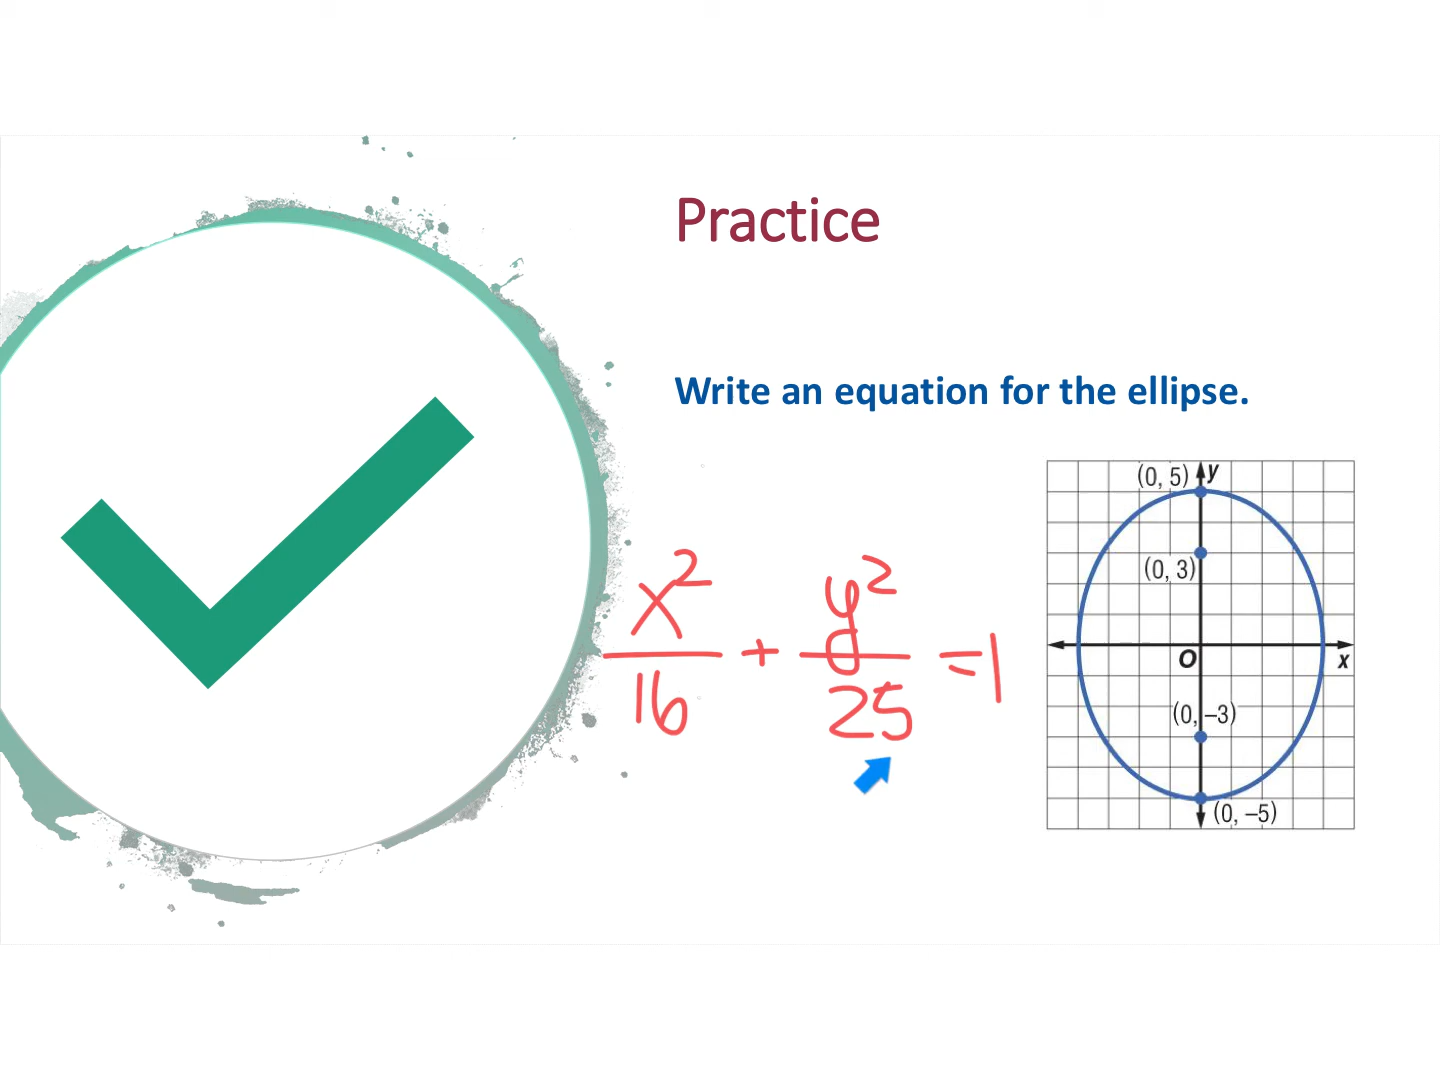 Practice
Write an equation for the ellipse.
x² / 16 + y² / 25 = 1
(0, 5) y
(0, 3)
O x
(0, –3)
(0, –5)